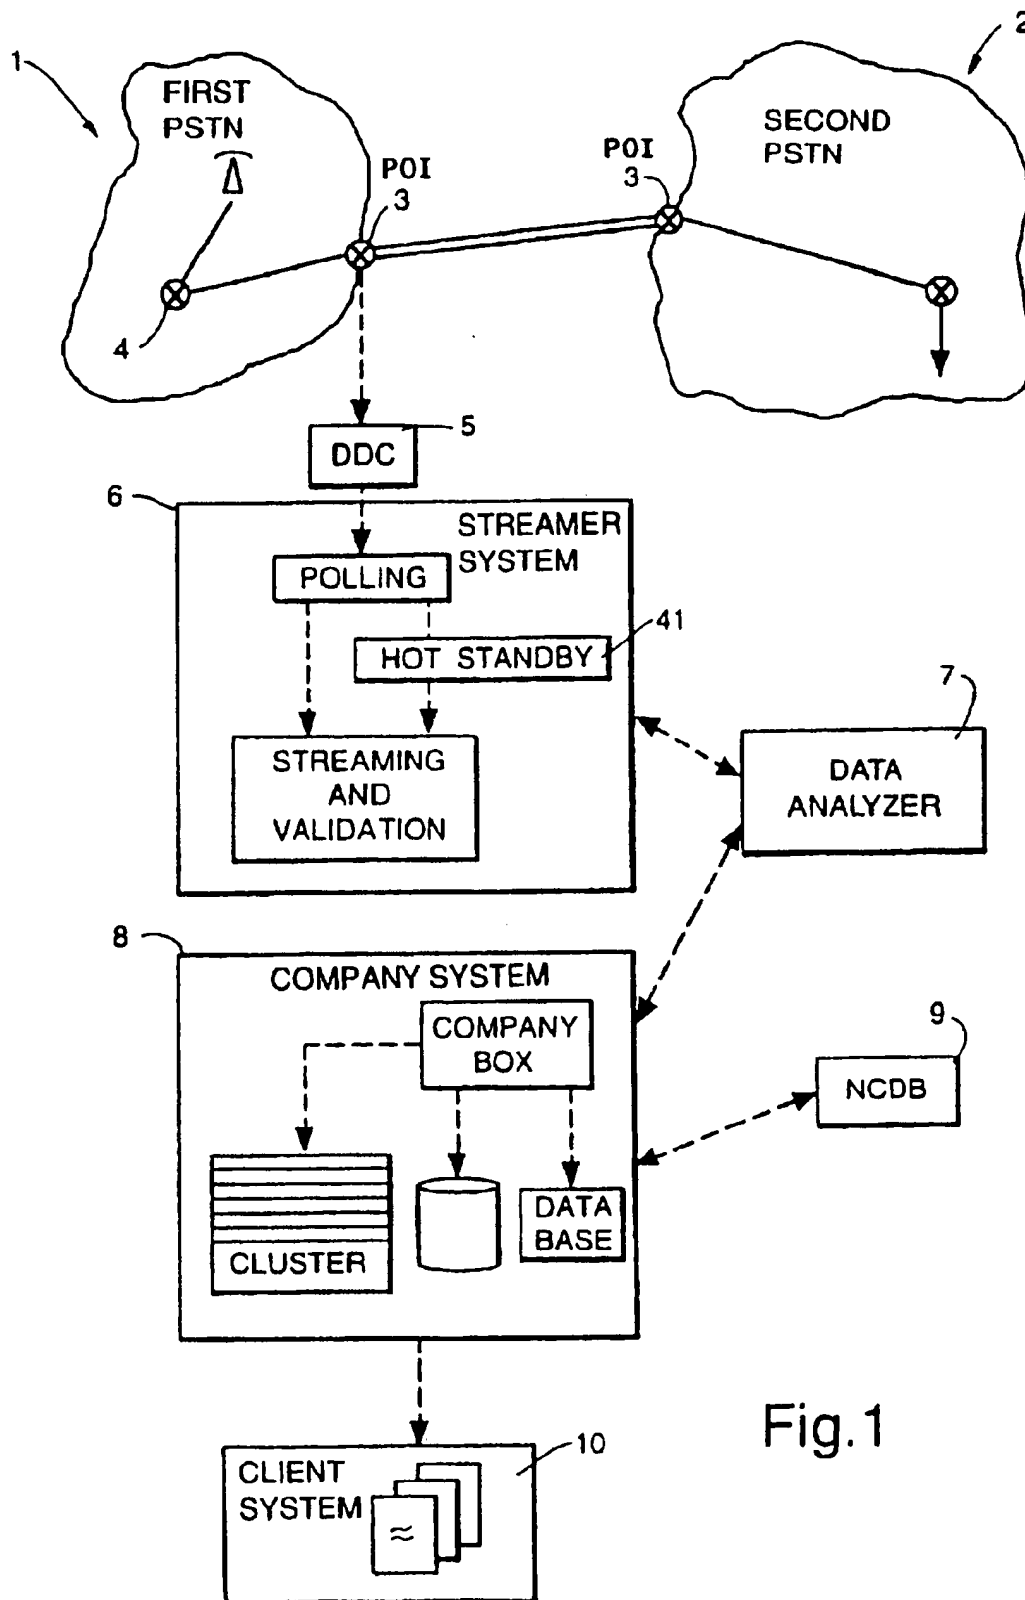 1
2
FIRST
PSTN
SECOND
PSTN
POI
3
POI
3
4
5
DDC
6
STREAMER
SYSTEM
POLLING
41
HOT STANDBY
STREAMING
AND
VALIDATION
7
DATA
ANALYZER
8
COMPANY SYSTEM
COMPANY
BOX
9
NCDB
CLUSTER
DATA
BASE
Fig.1
10
CLIENT
SYSTEM
≈